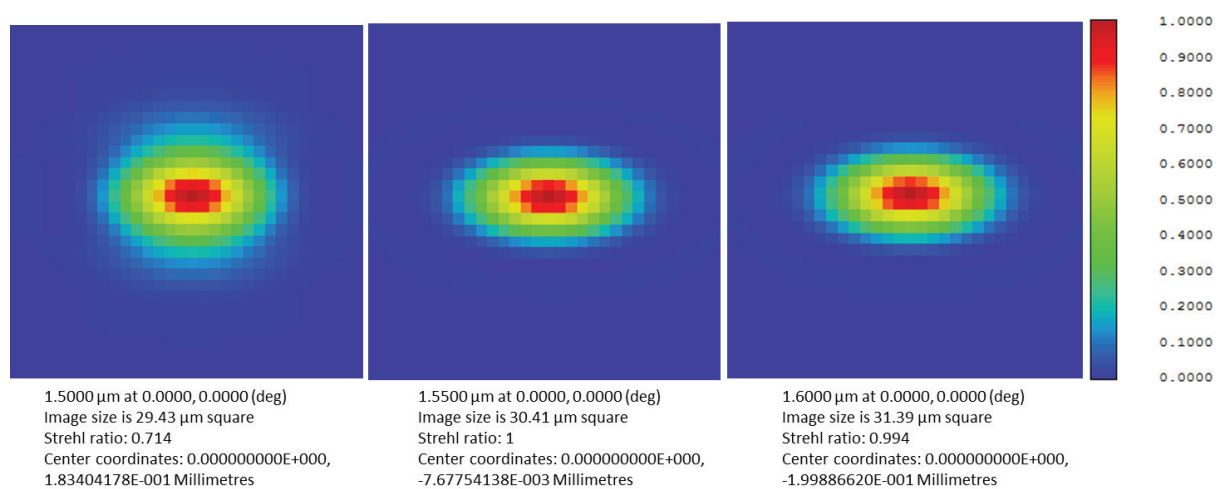 1.0000
0.9000
0.8000
0.7000
0.6000
0.5000
0.4000
0.3000
0.2000
0.1000
0.0000
1.5000 µm at 0.0000, 0.0000 (deg)
Image size is 29.43 µm square
Strehl ratio: 0.714
Center coordinates: 0.000000000E+000,
1.83404178E-001 Millimetres
1.5500 µm at 0.0000, 0.0000 (deg)
Image size is 30.41 µm square
Strehl ratio: 1
Center coordinates: 0.000000000E+000,
-7.67754138E-003 Millimetres
1.6000 µm at 0.0000, 0.0000 (deg)
Image size is 31.39 µm square
Strehl ratio: 0.994
Center coordinates: 0.000000000E+000,
-1.99886620E-001 Millimetres